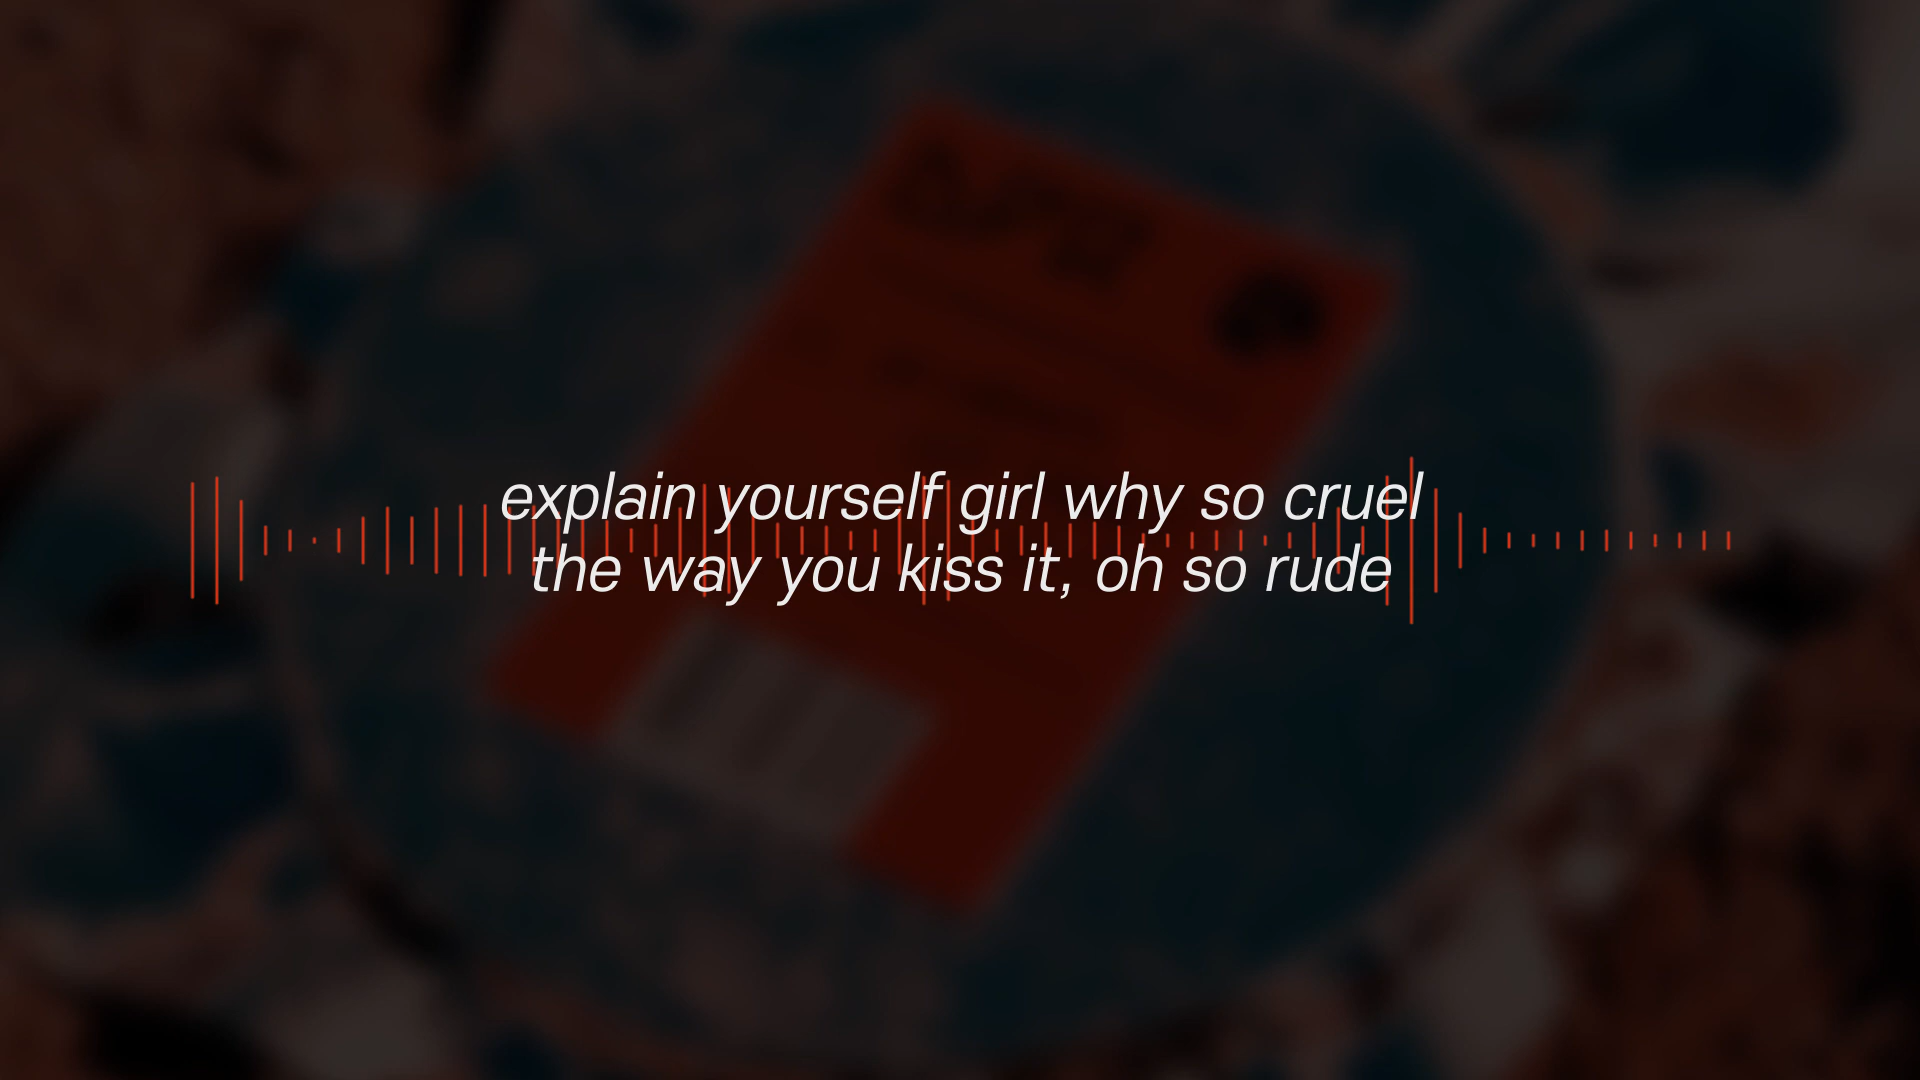 explain yourself girl why so cruel
the way you kiss it, oh so rude